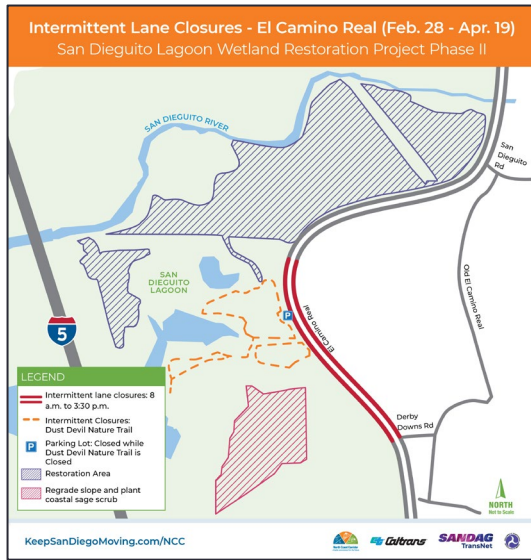 Intermittent Lane Closures - El Camino Real (Feb. 28 - Apr. 19)
San Dieguito Lagoon Wetland Restoration Project Phase II
SAN DIEGUITO RIVER
San
Dieguito
Rd
SAN
DIEGUITO
LAGOON
Old El Camino Real
P
El Camino Real
5
Derby
Downs Rd
LEGEND
Intermittent lane closures: 8
a.m. to 3:30 p.m.
Intermittent Closures:
Dust Devil Nature Trail
P
Parking Lot: Closed while
Dust Devil Nature Trail is
Closed
Restoration Area
Regrade slope and plant
coastal sage scrub
NORTH
Not to Scale
KeepSanDiegoMoving.com/NCC
Caltrans
SANDAG
TransNet